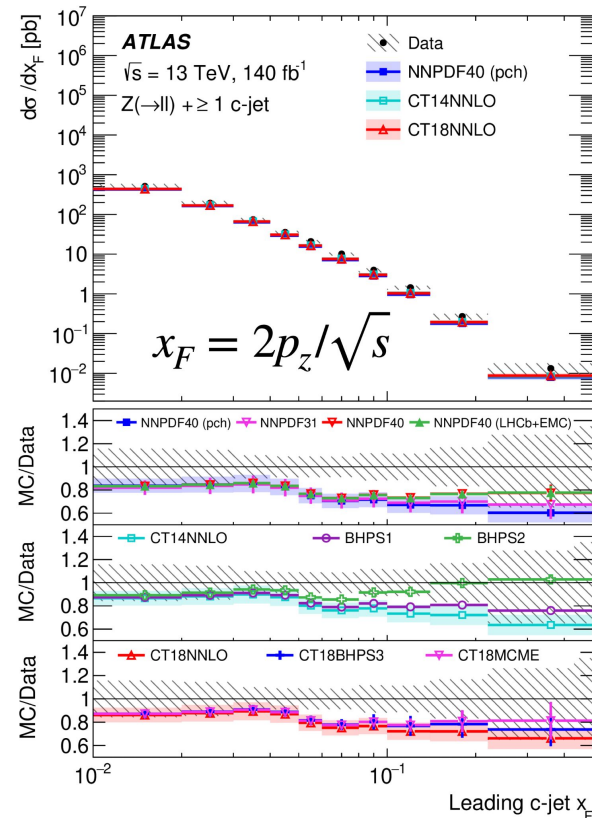 dσ/dx_F [pb]
10⁷
10⁶
10⁵
10⁴
10³
10²
10
1
10⁻¹
10⁻²
ATLAS
√s = 13 TeV, 140 fb⁻¹
Z(→ll) + ≥ 1 c-jet
Data
NNPDF40 (pch)
CT14NNLO
CT18NNLO
x_F = 2p_z/√s
MC/Data
1.4
1.2
1
0.8
0.6
NNPDF40 (pch) NNPDF31 NNPDF40 NNPDF40 (LHCb+EMC)
MC/Data
1.4
1.2
1
0.8
0.6
CT14NNLO BHPS1 BHPS2
MC/Data
1.4
1.2
1
0.8
0.6
CT18NNLO CT18BHPS3 CT18MCME
10⁻² 10⁻¹
Leading c-jet x_F